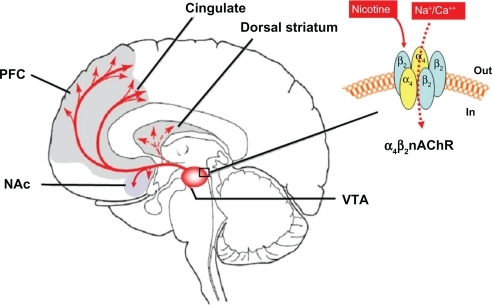 Cingulate
Dorsal striatum
PFC
NAc
VTA
Nicotine
Na⁺/Ca⁺⁺
α₄
β₂
β₂
α₄
β₂
Out
In
α₄β₂nAChR